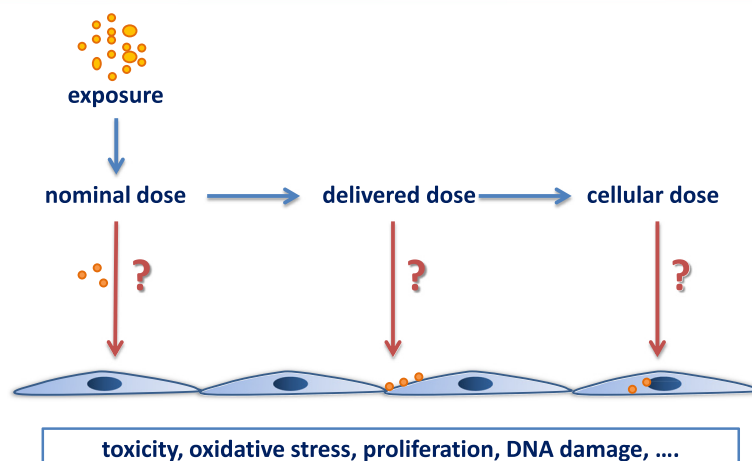 exposure
nominal dose
delivered dose
cellular dose
?
?
?
toxicity, oxidative stress, proliferation, DNA damage, ....